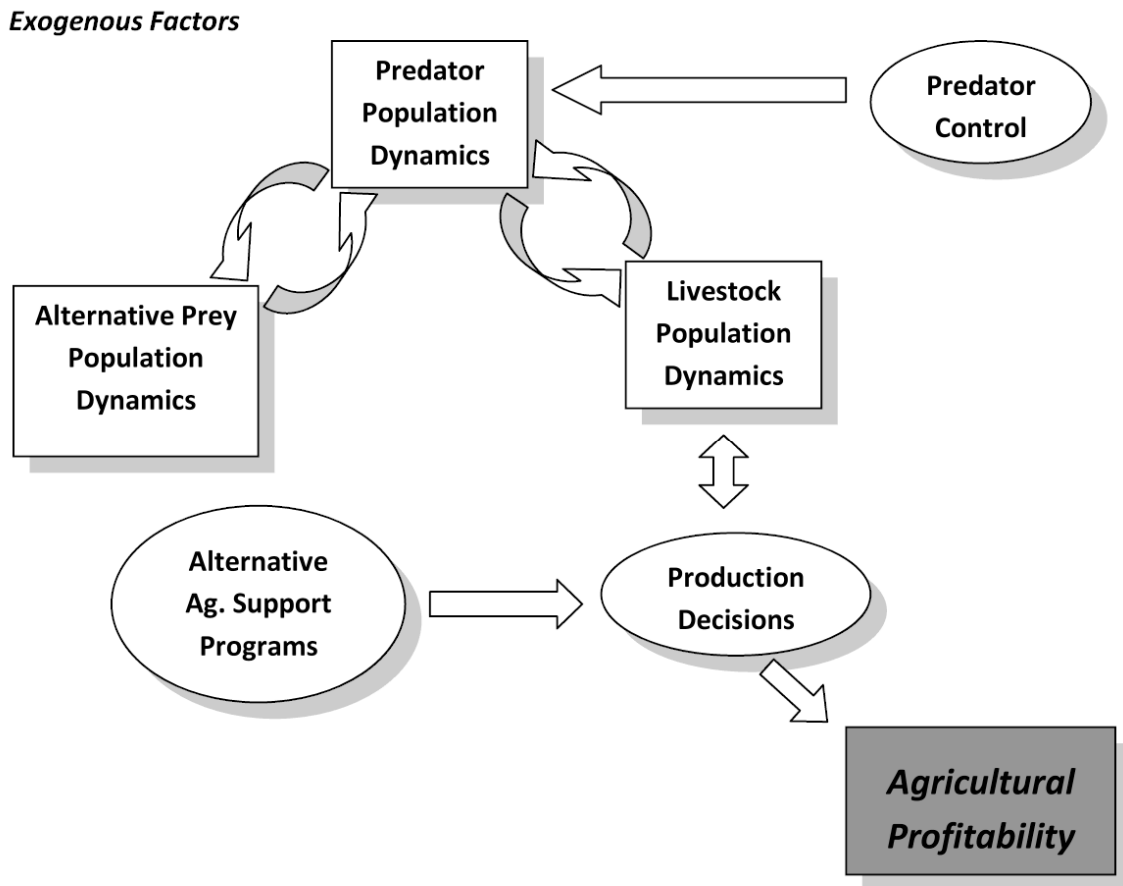 Exogenous Factors
Predator
Population
Dynamics
Predator
Control
Alternative Prey
Population
Dynamics
Livestock
Population
Dynamics
Alternative
Ag. Support
Programs
Production
Decisions
Agricultural
Profitability